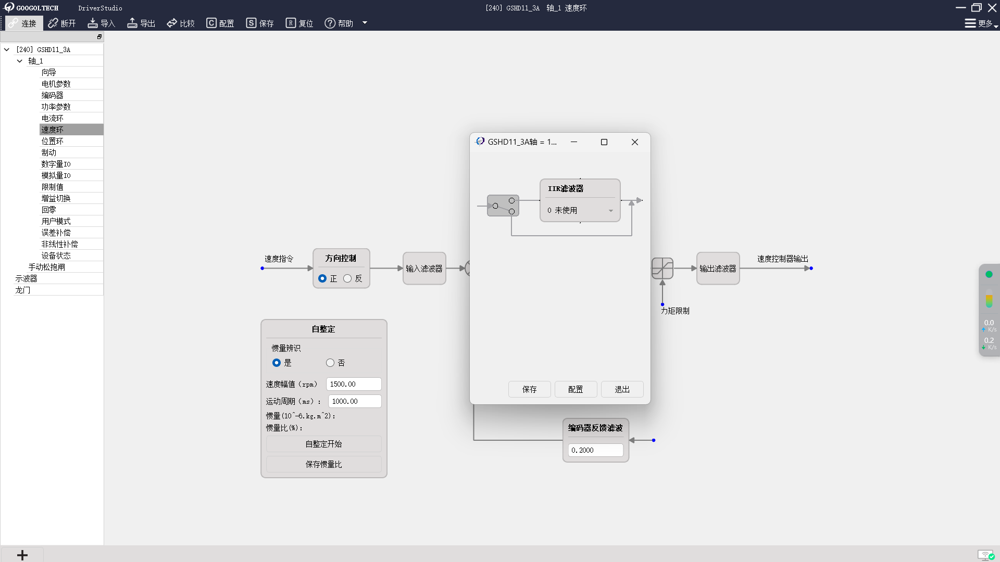 GOOGOLTECH DriverStudio [240] GSHD11_3A 轴_1 速度环
连接 断开 导入 导出 比较 C 配置 S 保存 R 复位 ? 帮助 更多
[240] GSHD11_3A
轴_1
向导
电机参数
编码器
功率参数
电流环
速度环
位置环
制动
数字量IO
模拟量IO
限制值
增益切换
回零
用户模式
误差补偿
非线性补偿
设备状态
手动松抱闸
示波器
龙门
速度指令
方向控制
正 反
输入滤波器
GSHD11_3A轴 = 1...
IIR滤波器
0 未使用
保存 配置 退出
力矩限制
输出滤波器
速度控制器输出
自整定
惯量辨识
是 否
速度幅值（rpm） 1500.00
运动周期（ms）: 1000.00
惯量(10^-6.kg.m^2):
惯量比(%):
自整定开始
保存惯量比
编码器反馈滤波
0.2000
0.0
K/s
0.2
K/s